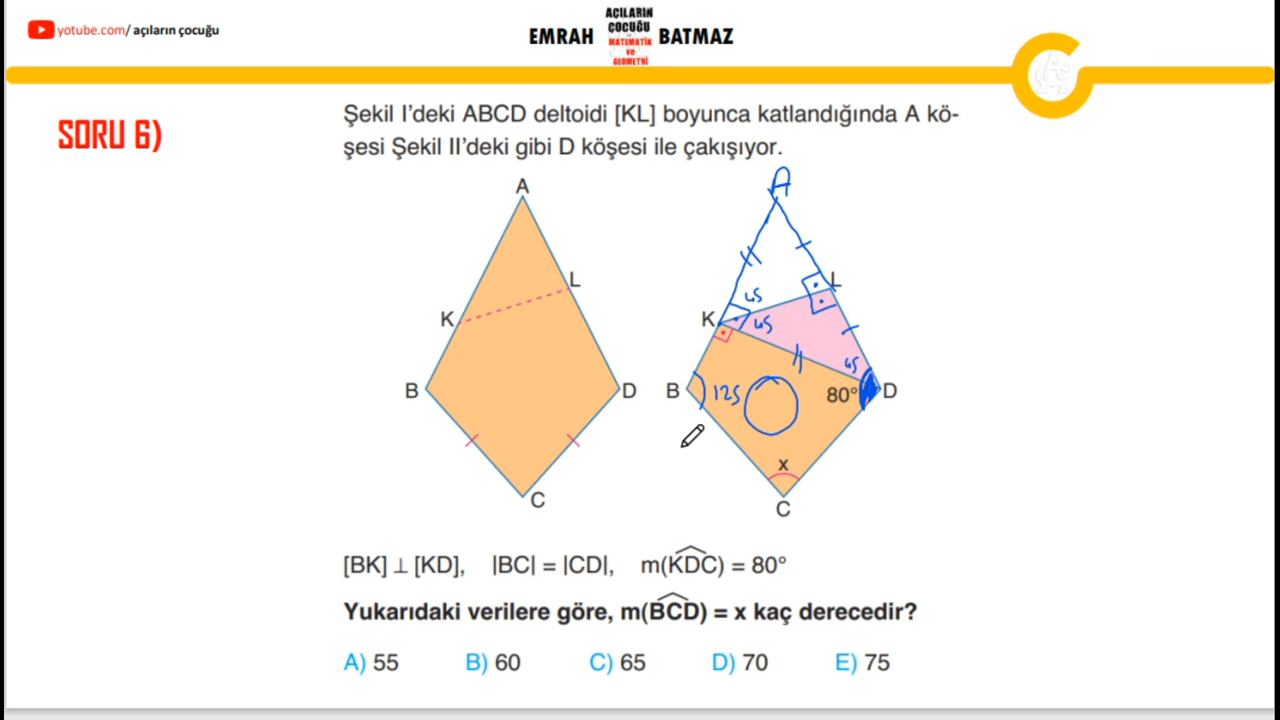 yotube.com/ açıların çocuğu
EMRAH AÇILARIN ÇOCUĞU ile MATEMATİK ve GEOMETRİ BATMAZ
SORU 6)
Şekil I'deki ABCD deltoidi [KL] boyunca katlandığında A kö-
şesi Şekil II'deki gibi D köşesi ile çakışıyor.
A
L
K
B
D
C
A
L
45
K
45
45
B
125
80°
D
x
C
[BK] ⊥ [KD], |BC| = |CD|, m(KDC) = 80°
Yukarıdaki verilere göre, m(BCD) = x kaç derecedir?
A) 55 B) 60 C) 65 D) 70 E) 75